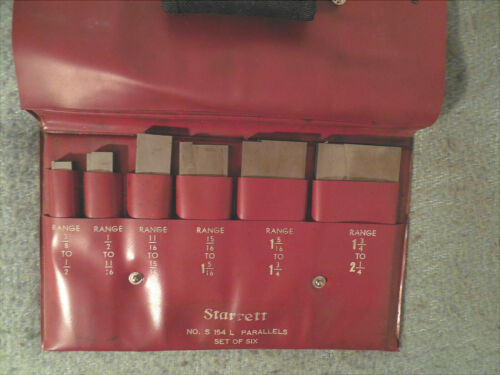 RANGE RANGE RANGE RANGE RANGE RANGE
3/8 1/2 11/16 15/16 1 5/16 1 3/4
TO TO TO TO TO TO
1/2 11/16 15/16 1 5/16 1 3/4 2 1/4
Starrett
NO. S 154 L PARALLELS
SET OF SIX